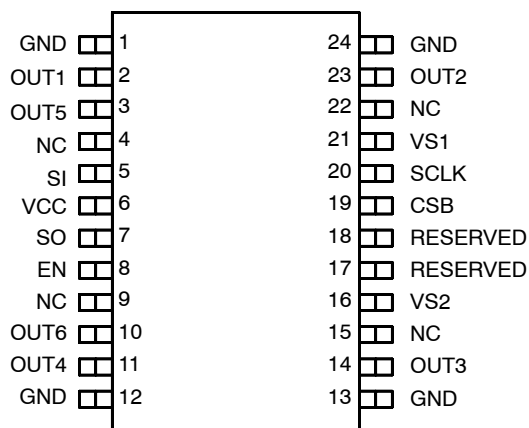 GND 1 24 GND
OUT1 2 23 OUT2
OUT5 3 22 NC
NC 4 21 VS1
SI 5 20 SCLK
VCC 6 19 CSB
SO 7 18 RESERVED
EN 8 17 RESERVED
NC 9 16 VS2
OUT6 10 15 NC
OUT4 11 14 OUT3
GND 12 13 GND